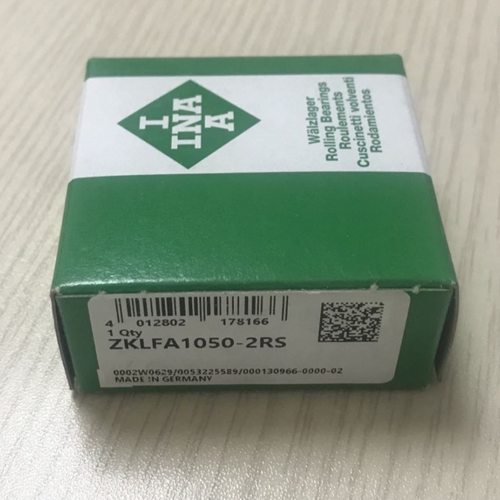 I
INA
A
Wälzlager
Rolling Bearings
Roulements
Cuscinetti volventi
Rodamientos
4 012802 178166
1 Qty
ZKLFA1050-2RS
0002W0629/0053225589/000130966-0000-02
MADE IN GERMANY